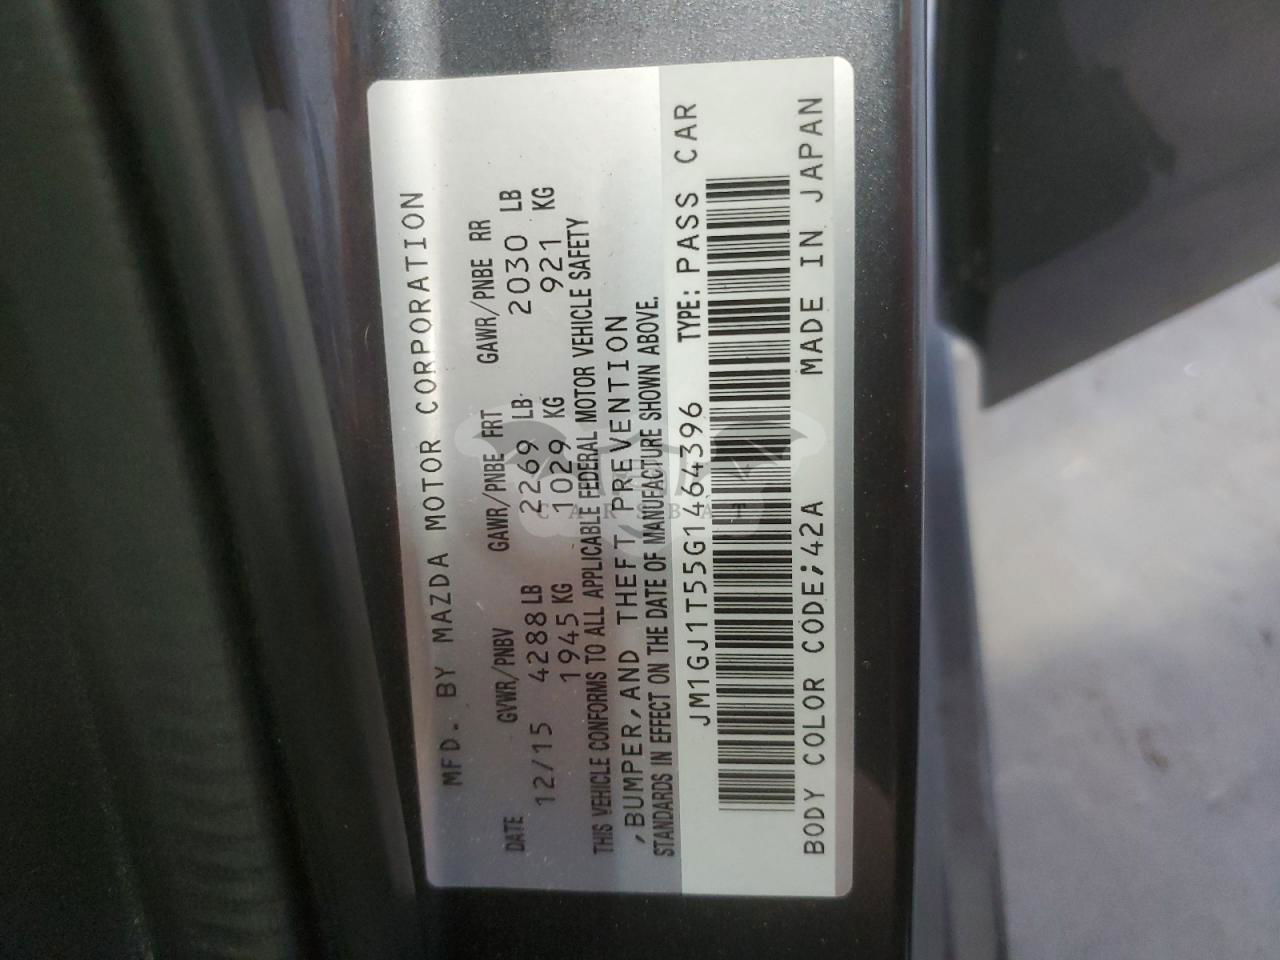 MFD. BY MAZDA MOTOR CORPORATION
DATE GVWR/PNBV GAWR/PNBE FRT GAWR/PNBE RR
12/15 4288 LB 2269 LB 2030 LB
1945 KG 1029 KG 921 KG
THIS VEHICLE CONFORMS TO ALL APPLICABLE FEDERAL MOTOR VEHICLE SAFETY
,BUMPER,AND THEFT PREVENTION
STANDARDS IN EFFECT ON THE DATE OF MANUFACTURE SHOWN ABOVE.
JM1GJ1T55G1464396 TYPE: PASS CAR
BODY COLOR CODE;42A MADE IN JAPAN
CARSBAT